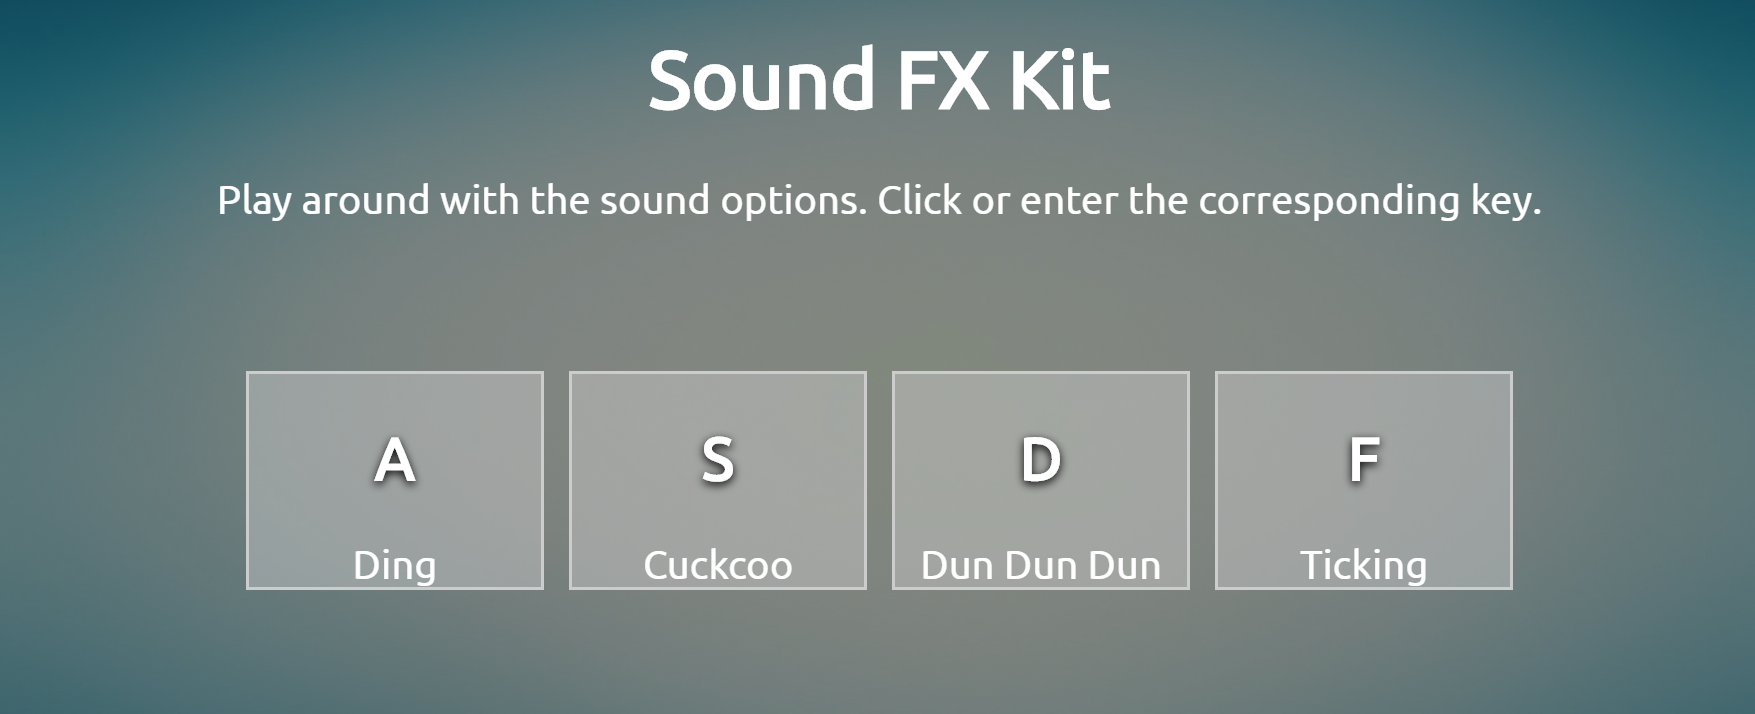 Sound FX Kit
Play around with the sound options. Click or enter the corresponding key.
A
S
D
F
Ding
Cuckcoo
Dun Dun Dun
Ticking